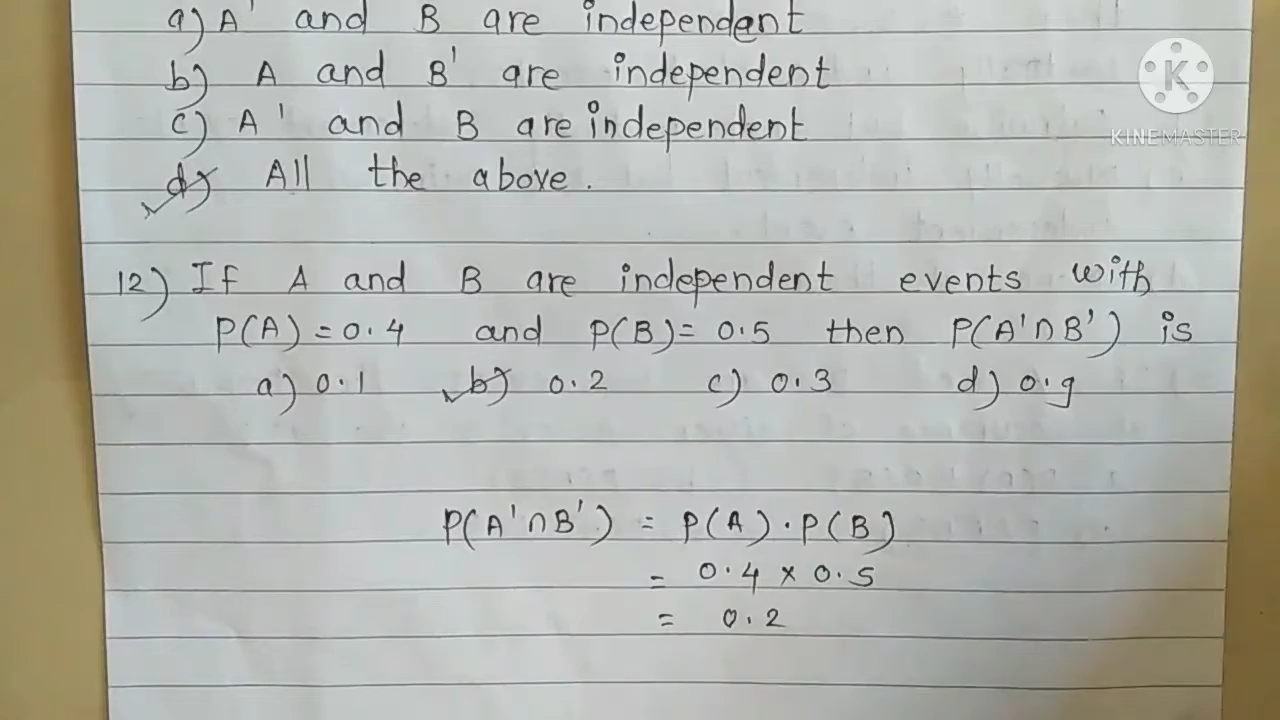 a) A' and B are independent
b) A and B' are independent
c) A' and B are independent
d) All the above.
K
KINEMASTER
12) If A and B are independent events with
P(A) = 0.4 and P(B) = 0.5 then P(A'∩B') is
a) 0.1 b) 0.2 c) 0.3 d) 0.9
P(A'∩B') = P(A) . P(B)
= 0.4 × 0.5
= 0.2